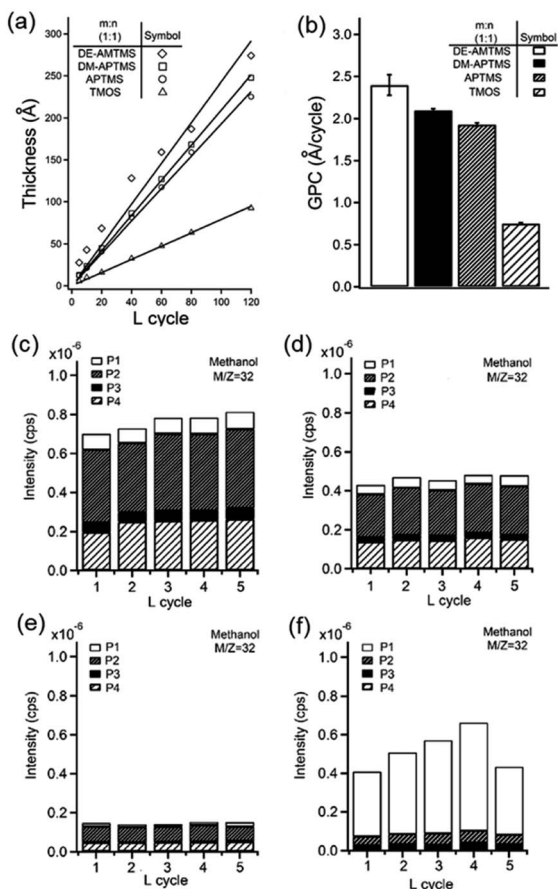 (a)
m:n
(1:1) Symbol
DE-AMTMS
DM-APTMS
APTMS
TMOS
Thickness (Å)
300
250
200
150
100
50
0
0 20 40 60 80 100 120
L cycle
(b)
m:n
(1:1) Symbol
DE-AMTMS
DM-APTMS
APTMS
TMOS
GPC (Å/cycle)
3.0
2.5
2.0
1.5
1.0
0.5
0.0
(c)
x10⁻⁶
P1
P2
P3
P4
Methanol
M/Z=32
Intensity (cps)
1.0
0.8
0.6
0.4
0.2
0.0
1 2 3 4 5
L cycle
(d)
x10⁻⁶
P1
P2
P3
P4
Methanol
M/Z=32
Intensity (cps)
1.0
0.8
0.6
0.4
0.2
0.0
1 2 3 4 5
L cycle
(e)
x10⁻⁶
P1
P2
P3
P4
Methanol
M/Z=32
Intensity (cps)
1.0
0.8
0.6
0.4
0.2
0.0
1 2 3 4 5
L cycle
(f)
x10⁻⁶
P1
P2
P3
P4
Methanol
M/Z=32
Intensity (cps)
1.0
0.8
0.6
0.4
0.2
0.0
1 2 3 4 5
L cycle